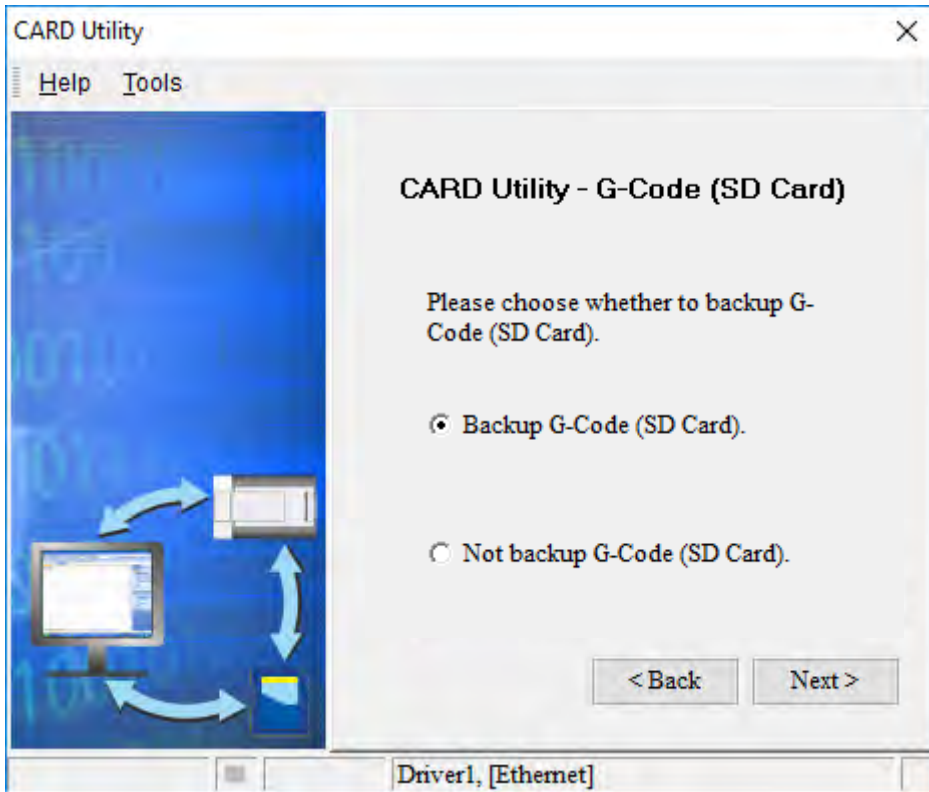 CARD Utility
Help Tools
CARD Utility - G-Code (SD Card)
Please choose whether to backup G-
Code (SD Card).
Backup G-Code (SD Card).
Not backup G-Code (SD Card).
< Back Next >
Driver1, [Ethernet]